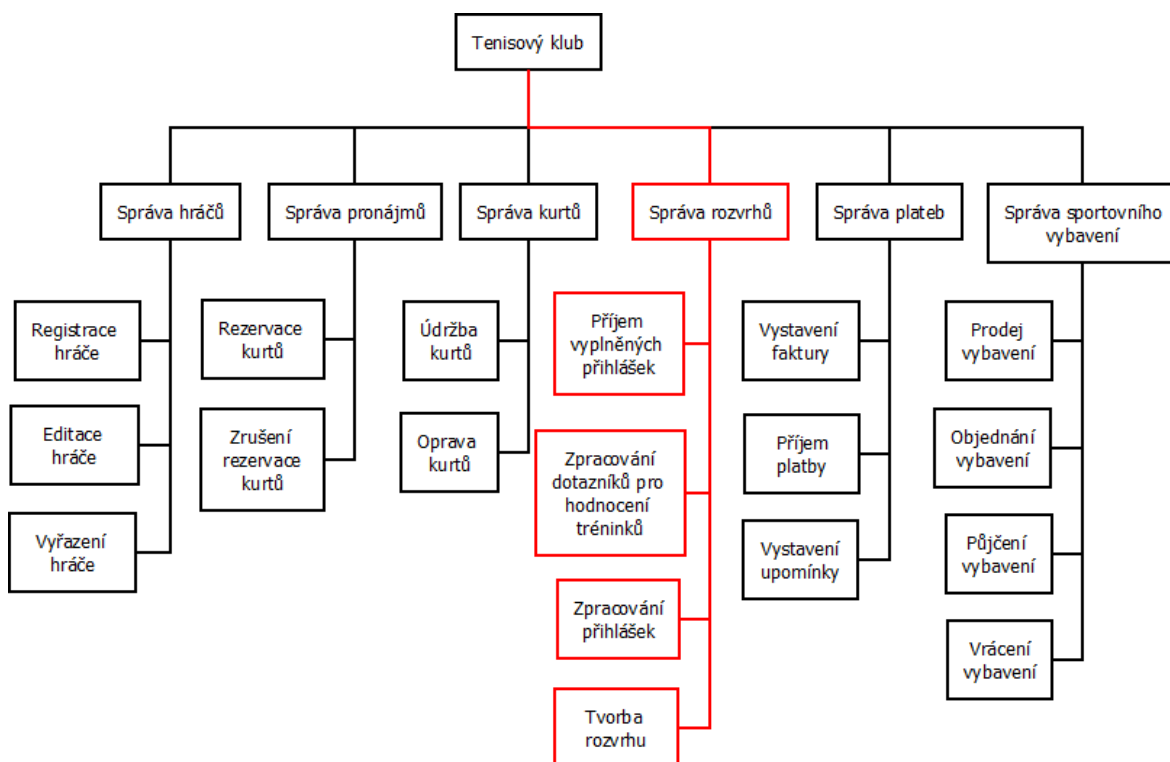 Tenisový klub
Správa hráčů
Správa pronájmů
Správa kurtů
Správa rozvrhů
Správa plateb
Správa sportovního
vybavení
Registrace
hráče
Editace
hráče
Vyřazení
hráče
Rezervace
kurtů
Zrušení
rezervace
kurtů
Údržba
kurtů
Oprava
kurtů
Příjem
vyplněných
přihlášek
Zpracování
dotazníků pro
hodnocení
tréninků
Zpracování
přihlášek
Tvorba
rozvrhu
Vystavení
faktury
Příjem
platby
Vystavení
upomínky
Prodej
vybavení
Objednání
vybavení
Půjčení
vybavení
Vrácení
vybavení